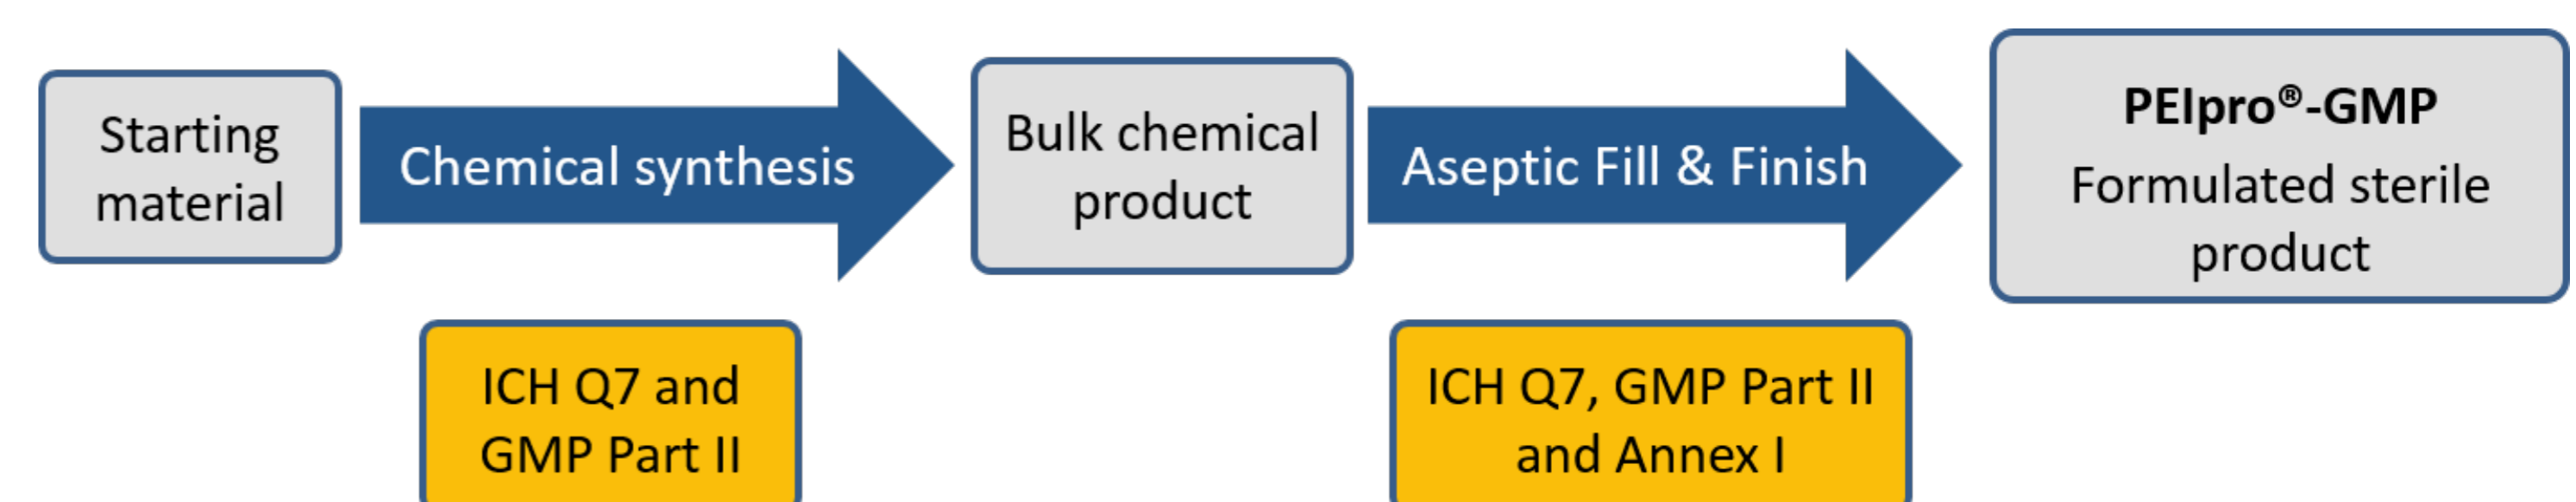 Starting
material
Chemical synthesis
Bulk chemical
product
Aseptic Fill & Finish
PEIpro®-GMP
Formulated sterile
product
ICH Q7 and
GMP Part II
ICH Q7, GMP Part II
and Annex I